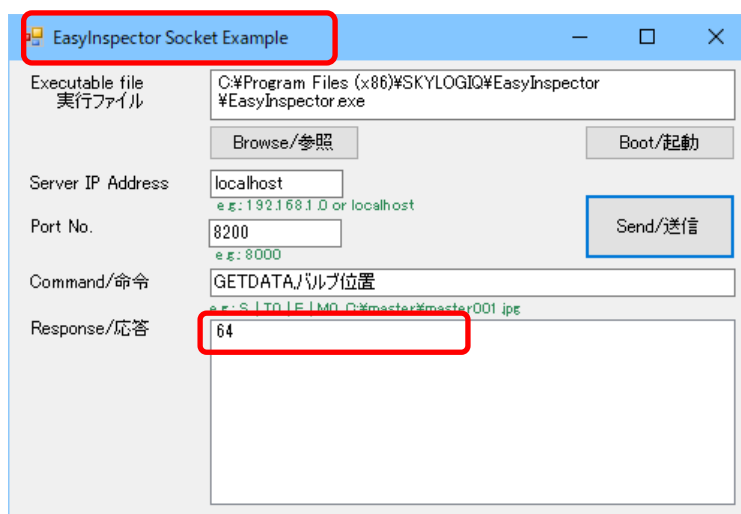 EasyInspector Socket Example
Executable file
実行ファイル
C:¥Program Files (x86)¥SKYLOGIQ¥EasyInspector
¥EasyInspector.exe
Browse/参照
Boot/起動
Server IP Address
localhost
e.g.: 192.168.1.0 or localhost
Port No.
8200
e.g.: 8000
Send/送信
Command/命令
GETDATA,バルブ位置
e.g.: S | T0 | E | M0, C:¥master¥master001.jpg
Response/応答
64